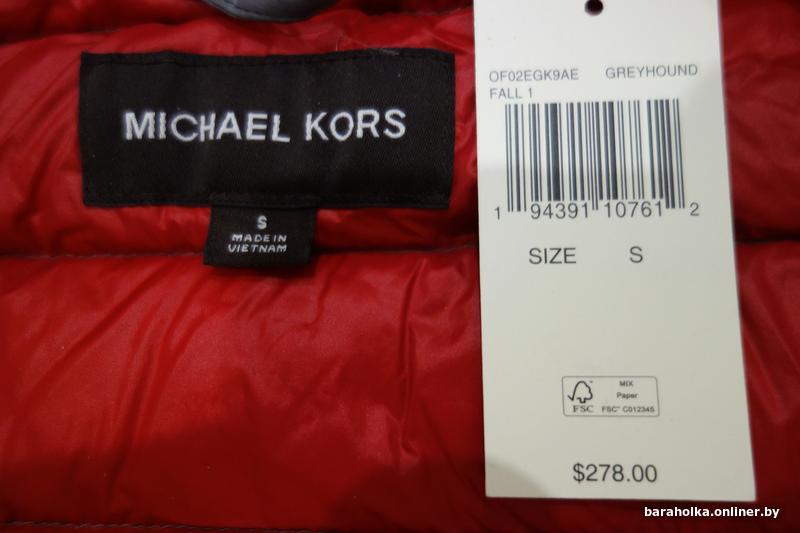 MICHAEL KORS
S
MADE IN
VIETNAM
OF02EGK9AE GREYHOUND
FALL 1
1 94391 10761 2
SIZE S
MIX
Paper
FSC
FSC™ C012345
$278.00
baraholka.onliner.by